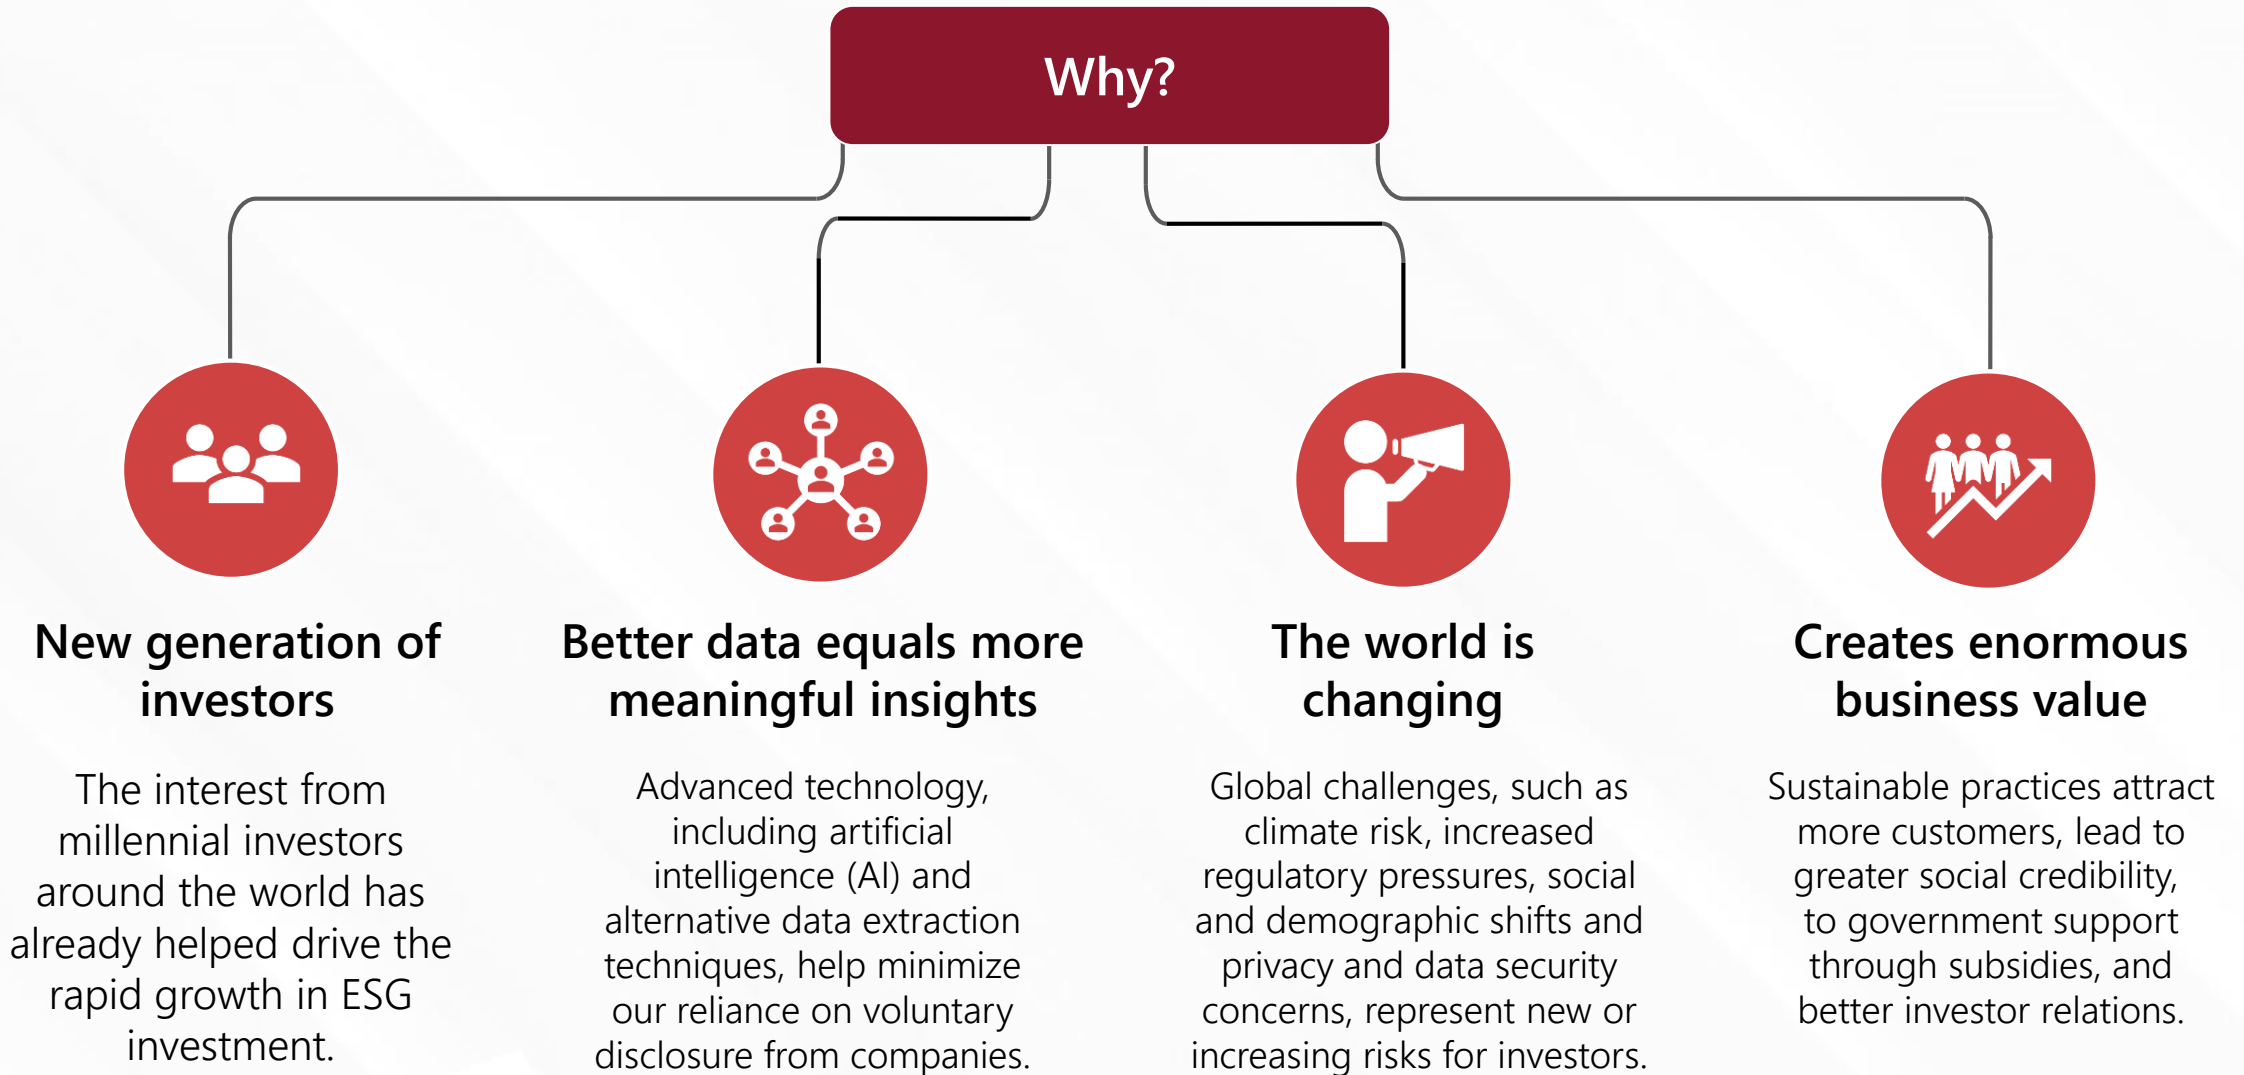 Why?
New generation of
investors
The interest from
millennial investors
around the world has
already helped drive the
rapid growth in ESG
investment.
Better data equals more
meaningful insights
Advanced technology,
including artificial
intelligence (AI) and
alternative data extraction
techniques, help minimize
our reliance on voluntary
disclosure from companies.
The world is
changing
Global challenges, such as
climate risk, increased
regulatory pressures, social
and demographic shifts and
privacy and data security
concerns, represent new or
increasing risks for investors.
Creates enormous
business value
Sustainable practices attract
more customers, lead to
greater social credibility,
to government support
through subsidies, and
better investor relations.